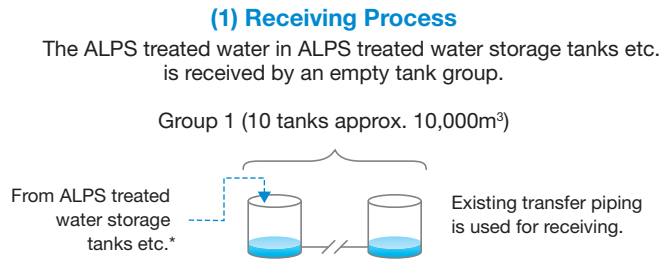 (1) Receiving Process
The ALPS treated water in ALPS treated water storage tanks etc.
is received by an empty tank group.
Group 1 (10 tanks approx. 10,000m³)
From ALPS treated
water storage
tanks etc.*
Existing transfer piping
is used for receiving.